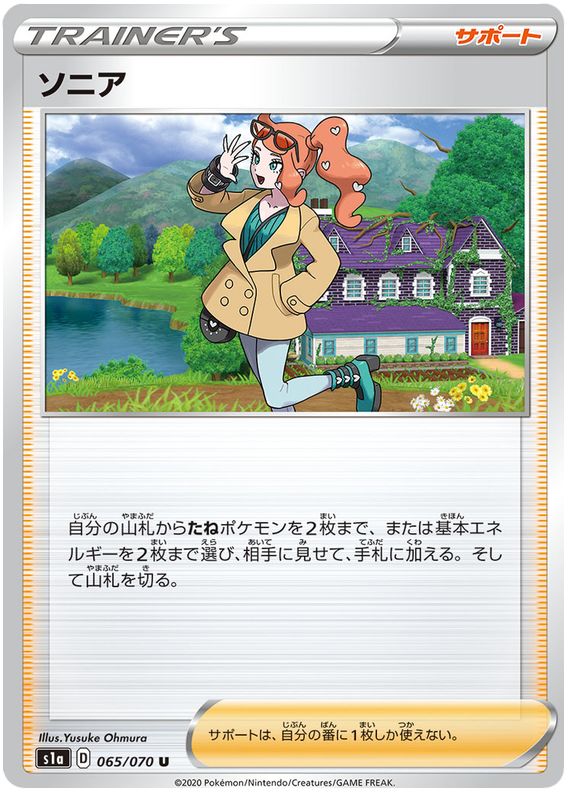 TRAINER'S サポート
ソニア
自分の山札からたねポケモンを2枚まで、または基本エネ
ルギーを2枚まで選び、相手に見せて、手札に加える。そし
て山札を切る。
Illus.Yusuke Ohmura
サポートは、自分の番に1枚しか使えない。
s1a D 065/070 U
©2020 Pokémon/Nintendo/Creatures/GAME FREAK.